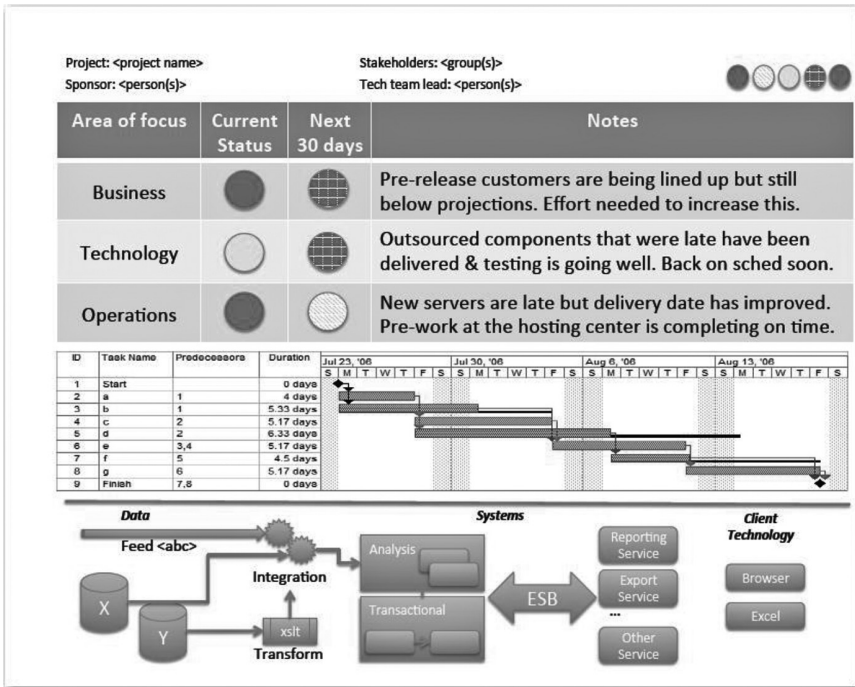 Project: <project name>
Stakeholders: <group(s)>
Sponsor: <person(s)>
Tech team lead: <person(s)>
Area of focus
Current
Status
Next
30 days
Notes
Business
Pre-release customers are being lined up but still
below projections. Effort needed to increase this.
Technology
Outsourced components that were late have been
delivered & testing is going well. Back on sched soon.
Operations
New servers are late but delivery date has improved.
Pre-work at the hosting center is completing on time.
ID Task Name Predecessors Duration
Jul 23, '06 Jul 30, '06 Aug 6, '06 Aug 13, '06
S M T W T F S S M T W T F S S M T W T F S S M T W T F S
1 Start 0 days
2 a 1 4 days
3 b 1 5.33 days
4 c 2 5.17 days
5 d 2 6.33 days
6 e 3,4 5.17 days
7 f 5 4.5 days
8 g 6 5.17 days
9 Finish 7,8 0 days
Data
Systems
Client
Technology
Feed <abc>
Integration
X
Y
xslt
Transform
Analysis
Transactional
ESB
Reporting
Service
Export
Service
...
Other
Service
Browser
Excel